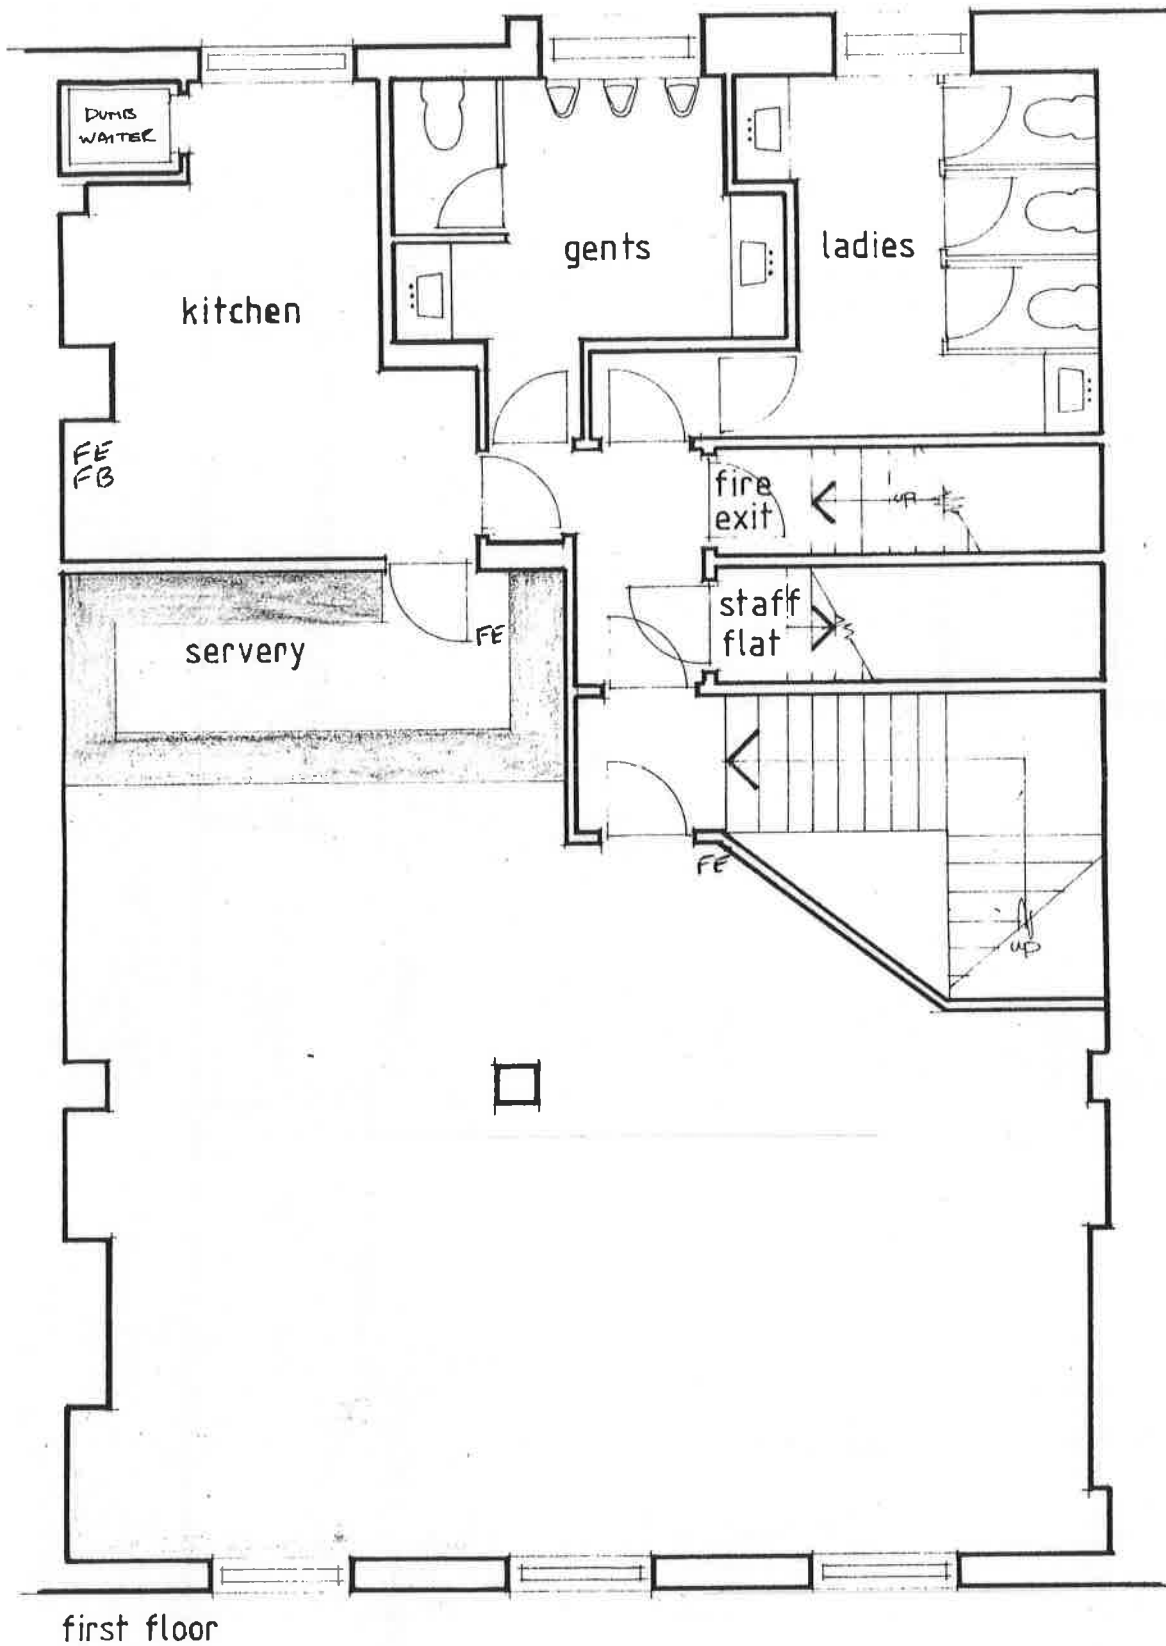 DUMB
WAITER
gents
ladies
kitchen
FE
FB
fire
exit
up
staff
flat
servery
FE
FE
up
first floor